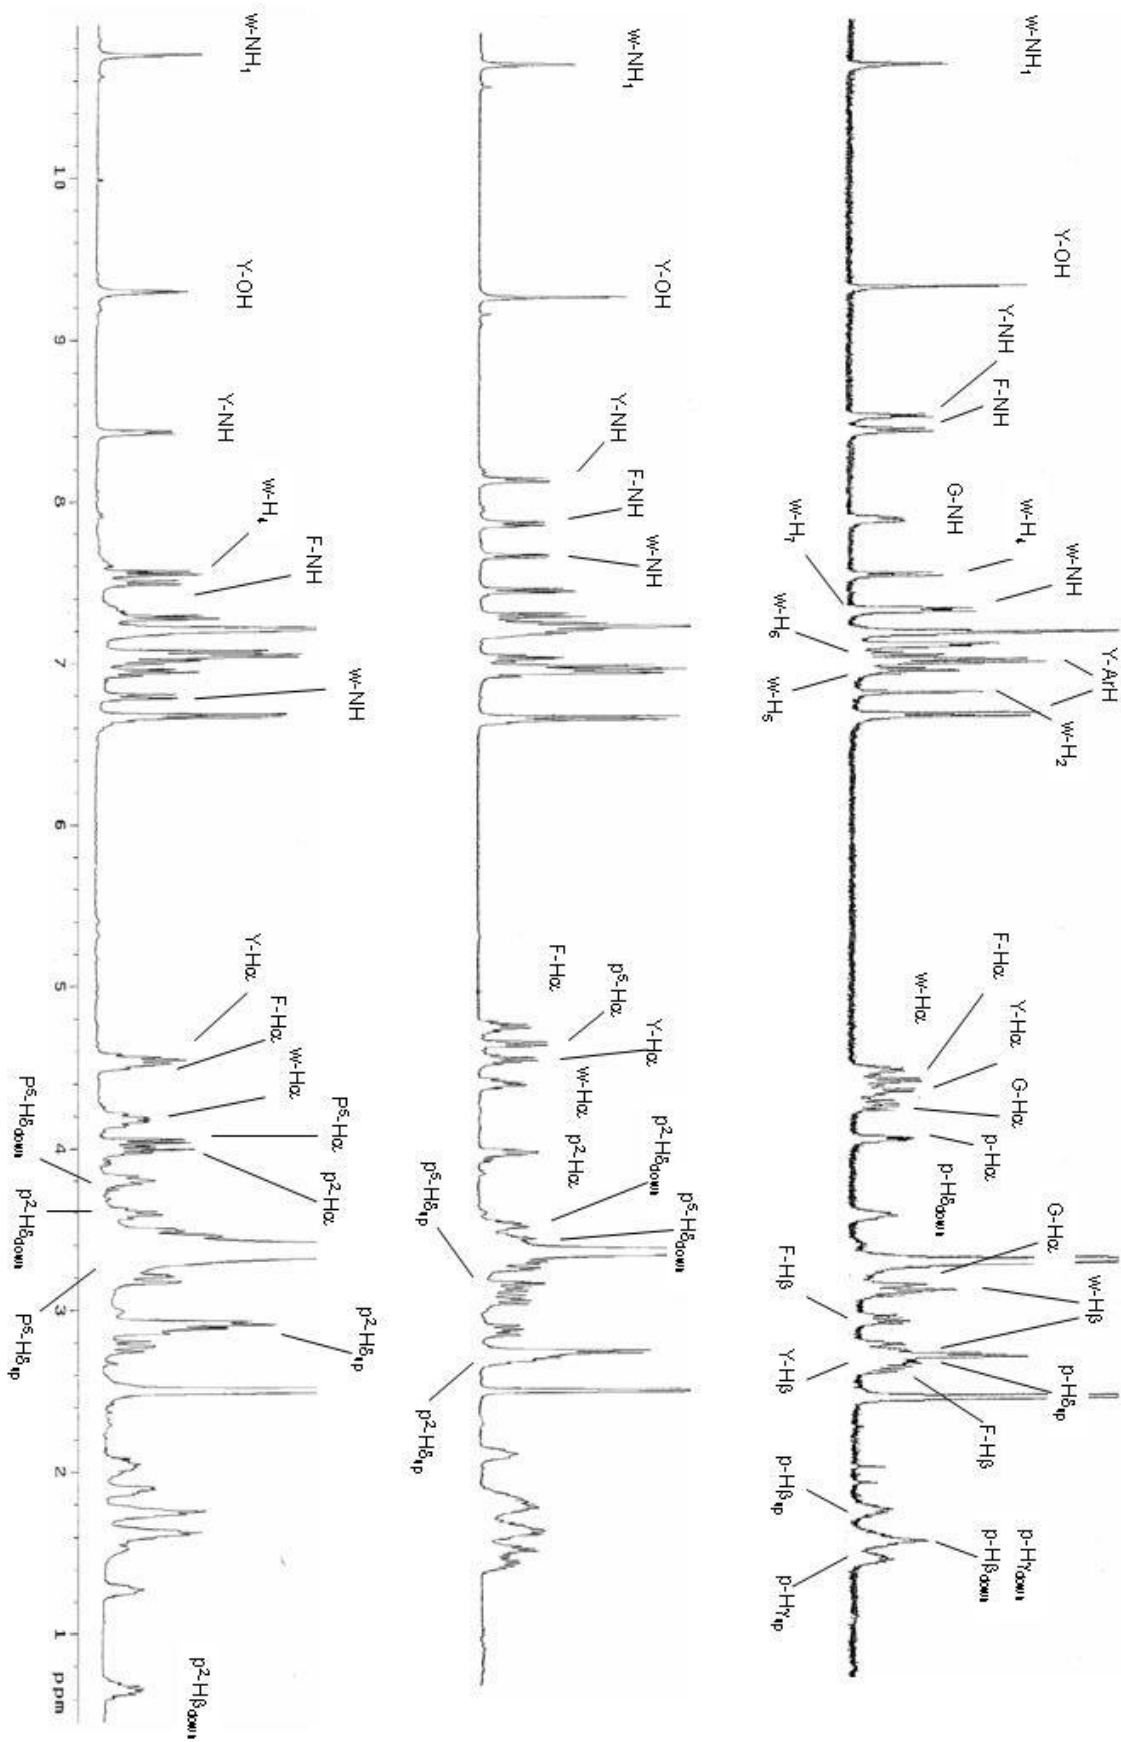 w-NH₁
Y-OH
Y-NH
F-NH
G-NH
w-H₄
w-NH
w-H₇
w-H₆
w-H₅
Y-ArH
w-H₂
F-Hα
w-Hα
Y-Hα
G-Hα
p-Hα
p-Hδdown
G-Hα
w-Hβ
F-Hβ
Y-Hβ
p-Hδup
F-Hβ
p-Hβup
p-Hγdown
p-Hβdown
p-Hγup
w-NH₁
Y-OH
Y-NH
F-NH
w-NH
F-Hα
p⁵-Hα
Y-Hα
w-Hα
p²-Hα
p²-Hδdown
p⁵-Hδdown
p⁵-Hδup
p²-Hδup
w-NH₁
Y-OH
Y-NH
w-H₄
F-NH
w-NH
Y-Hα
F-Hα
w-Hα
P⁵-Hα
p²-Hα
P⁵-Hδdown
p²-Hδdown
P⁵-Hδup
p²-Hδup
p²-Hβdown
10 9 8 7 6 5 4 3 2 1 ppm